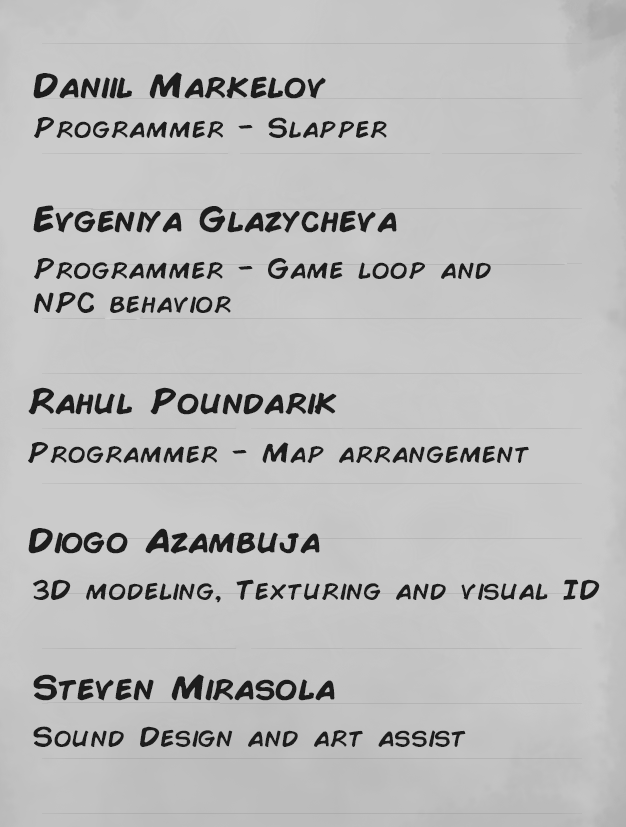 Daniil Markelov
Programmer - Slapper
Evgeniya Glazycheva
Programmer - Game loop and
NPC behavior
Rahul Poundarik
Programmer - Map arrangement
Diogo Azambuja
3D modeling, Texturing and visual ID
Steven Mirasola
Sound Design and art assist